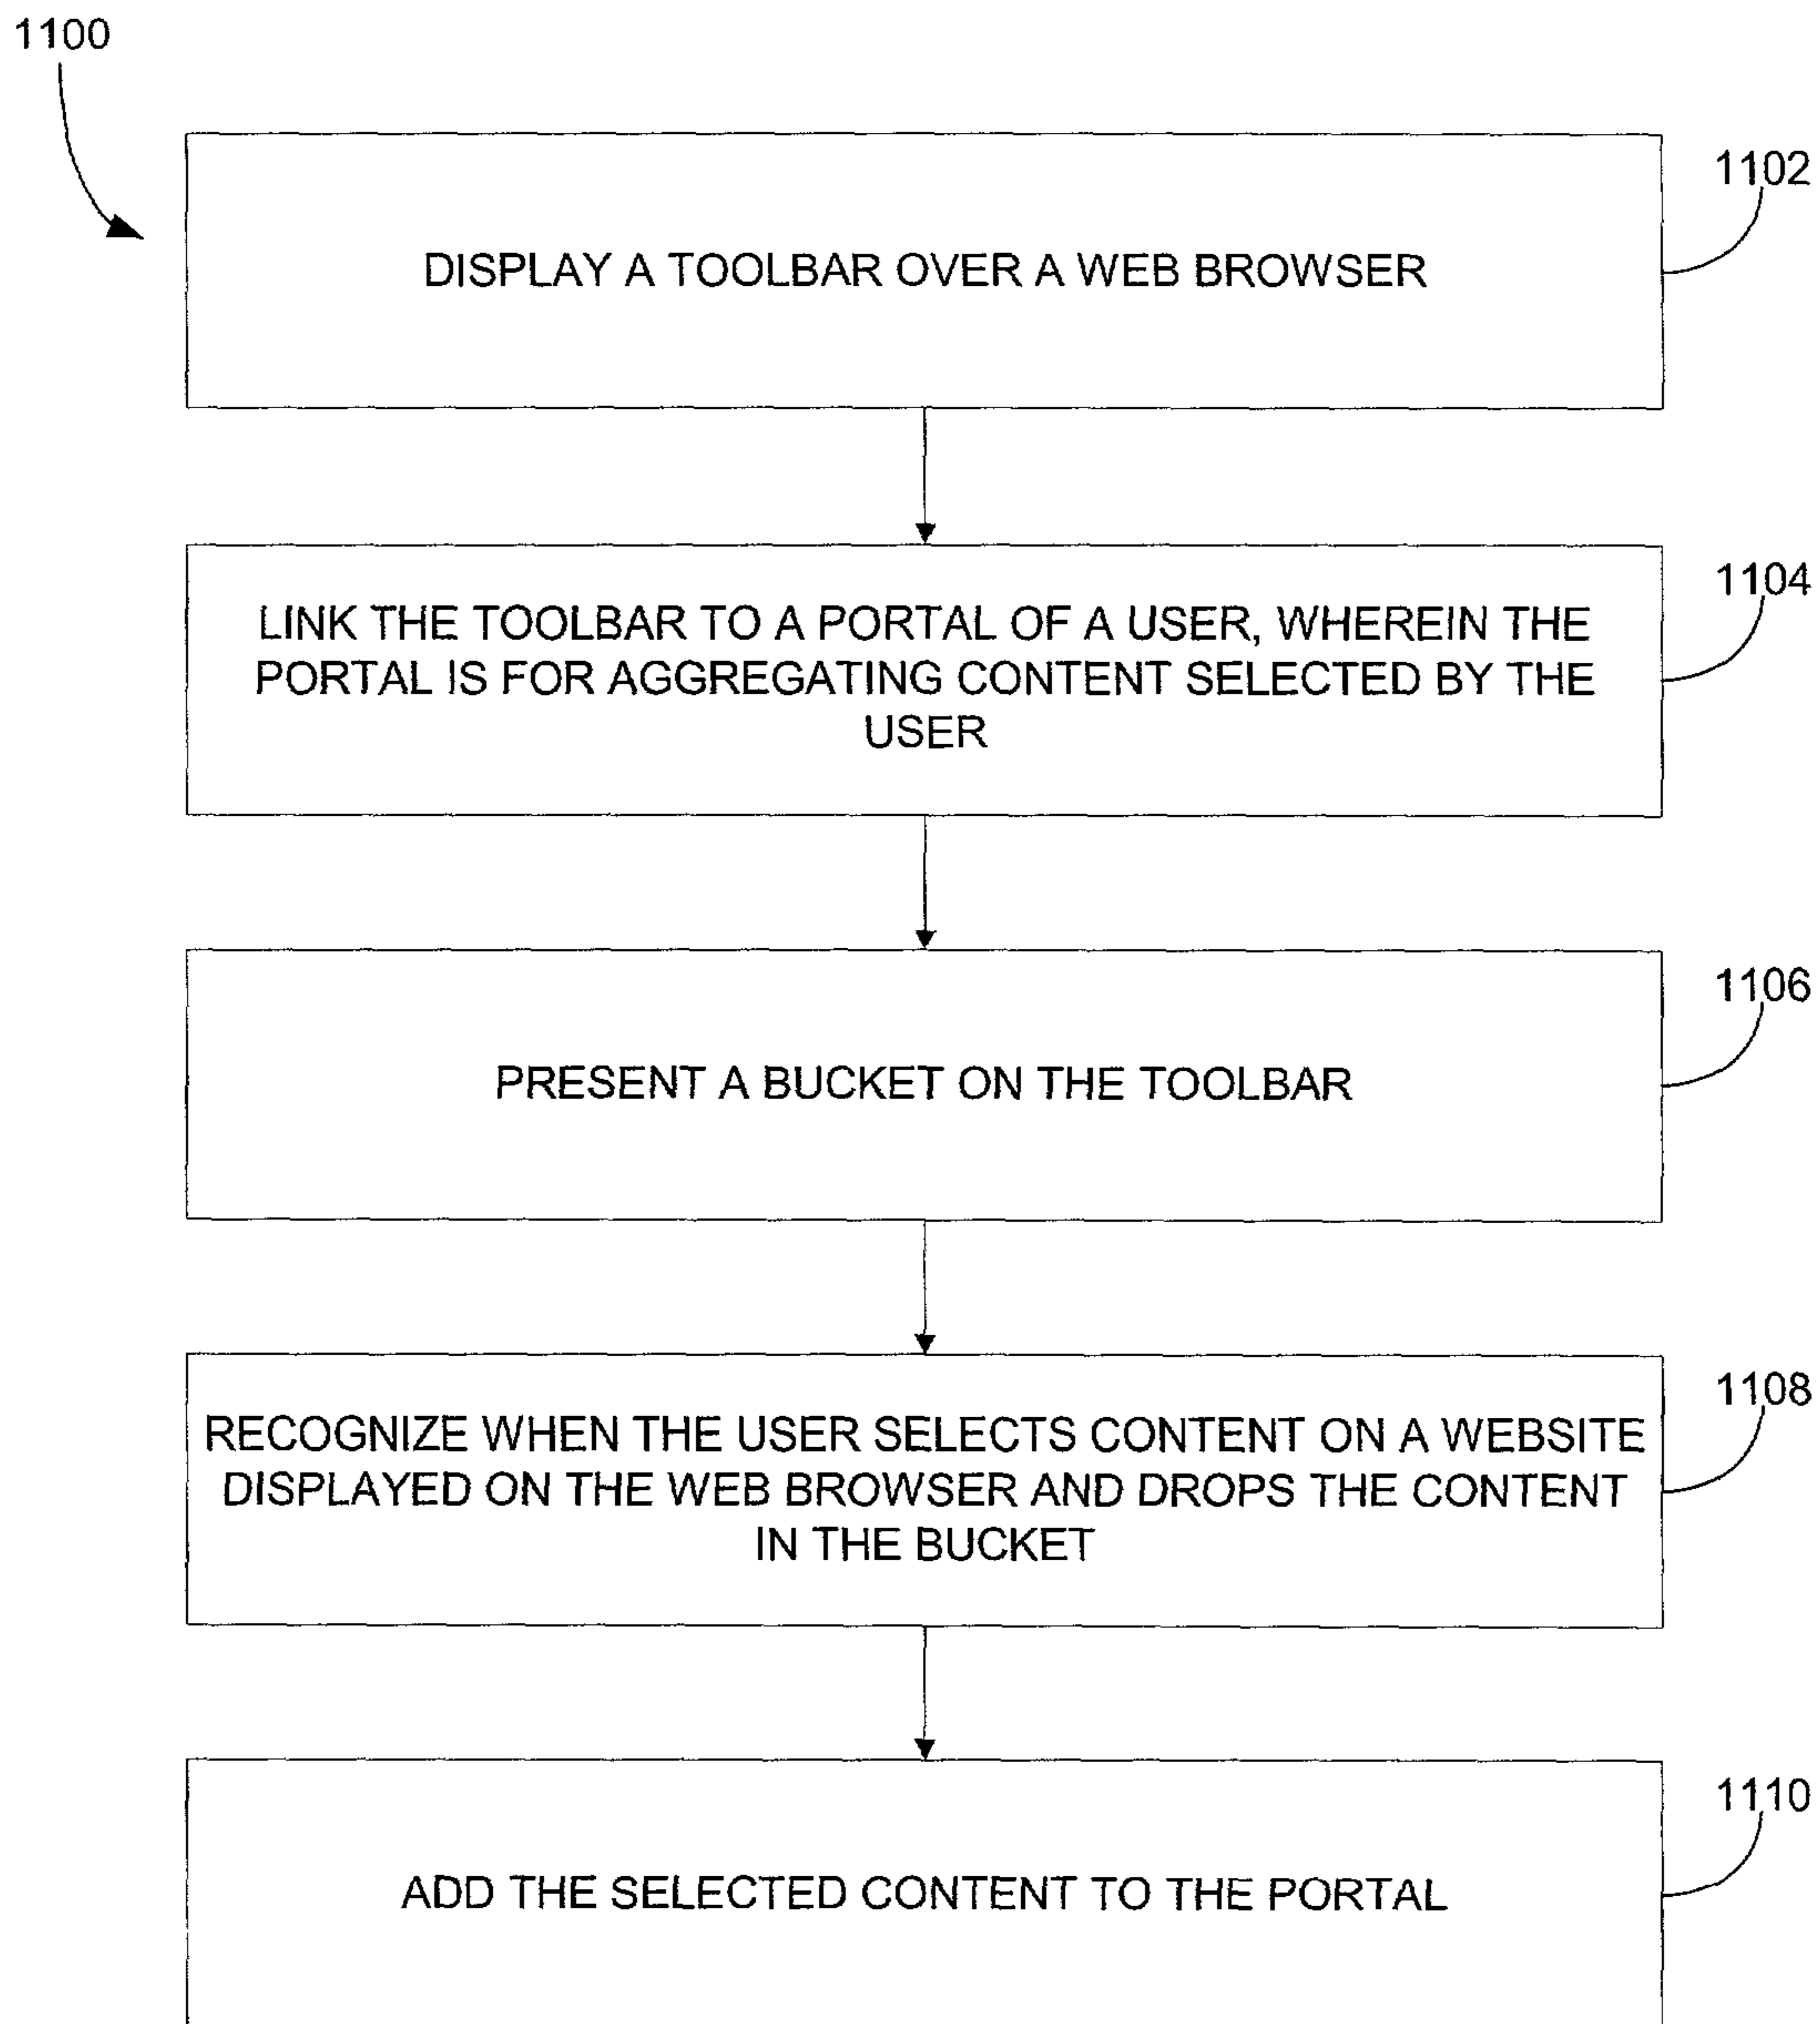 1100
1102
DISPLAY A TOOLBAR OVER A WEB BROWSER
1104
LINK THE TOOLBAR TO A PORTAL OF A USER, WHEREIN THE
PORTAL IS FOR AGGREGATING CONTENT SELECTED BY THE
USER
1106
PRESENT A BUCKET ON THE TOOLBAR
1108
RECOGNIZE WHEN THE USER SELECTS CONTENT ON A WEBSITE
DISPLAYED ON THE WEB BROWSER AND DROPS THE CONTENT
IN THE BUCKET
1110
ADD THE SELECTED CONTENT TO THE PORTAL